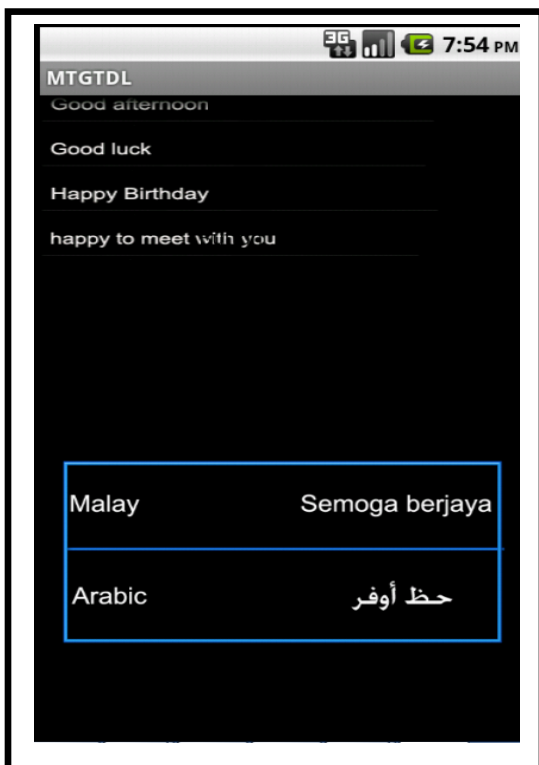 3G 7:54 PM
MTGTDL
Good afternoon
Good luck
Happy Birthday
happy to meet with you
Malay Semoga berjaya
Arabic حظ أوفر